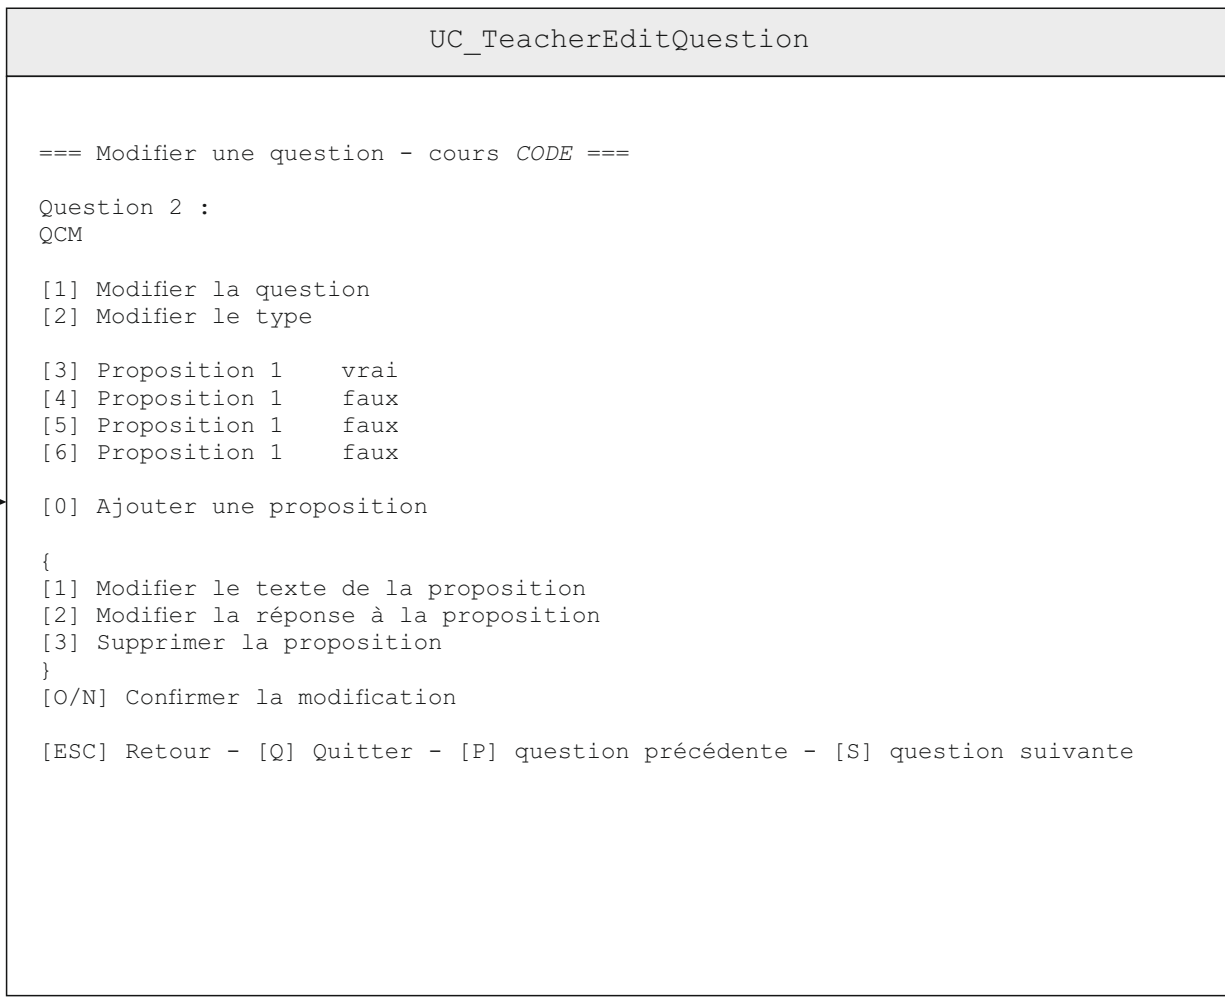 UC_TeacherEditQuestion
=== Modifier une question - cours CODE ===
Question 2 :
QCM
[1] Modifier la question
[2] Modifier le type
[3] Proposition 1    vrai
[4] Proposition 1    faux
[5] Proposition 1    faux
[6] Proposition 1    faux
[0] Ajouter une proposition
{
[1] Modifier le texte de la proposition
[2] Modifier la réponse à la proposition
[3] Supprimer la proposition
}
[O/N] Confirmer la modification
[ESC] Retour - [Q] Quitter - [P] question précédente - [S] question suivante